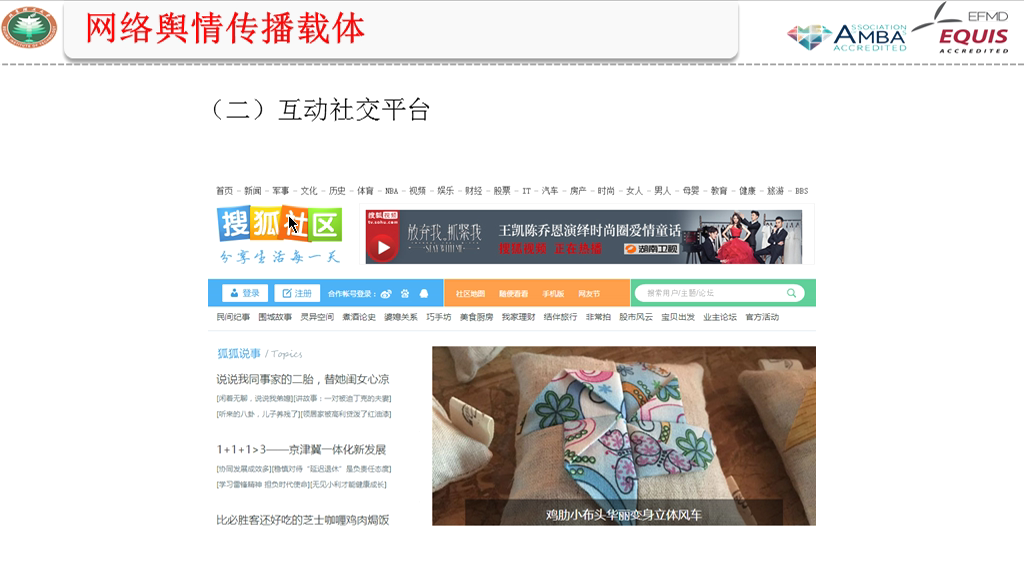 网络舆情传播载体
ASSOCIATION
AMBA
ACCREDITED
EFMD
EQUIS
ACCREDITED
（二）互动社交平台
首页 - 新闻 - 军事 - 文化 - 历史 - 体育 - NBA - 视频 - 娱乐 - 财经 - 股票 - IT - 汽车 - 房产 - 时尚 - 女人 - 男人 - 母婴 - 教育 - 健康 - 旅游 - BBS
搜狐社区
分享生活每一天
搜狐视频
tv.sohu.com
放弃我，抓紧我
STAY WITH ME
王凯陈乔恩演绎时尚圈爱情童话
搜狐视频 正在热播 湖南卫视
登录 注册 合作帐号登录： 社区地图 随便看看 手机版 网友节 搜索用户/主题/论坛
民间纪事 围城故事 灵异空间 煮酒论史 婆媳关系 巧手坊 美食厨房 我家理财 结伴旅行 非常拍 股市风云 宝贝出发 业主论坛 官方活动
狐狐说事 / Topics
说说我同事家的二胎，替她闺女心凉
[闲着无聊，说说我弟媳][讲故事：一对被迫丁克的夫妻]
[听来的八卦，儿子养残了][领居家被高利贷泼了红油漆]
1+1+1>3——京津冀一体化新发展
[协同发展成效多][稳慎对待“延迟退休”是负责任态度]
[学习雷锋精神 担负时代使命][无见小利才能健康成长]
比必胜客还好吃的芝士咖喱鸡肉焗饭
鸡肋小布头华丽变身立体风车